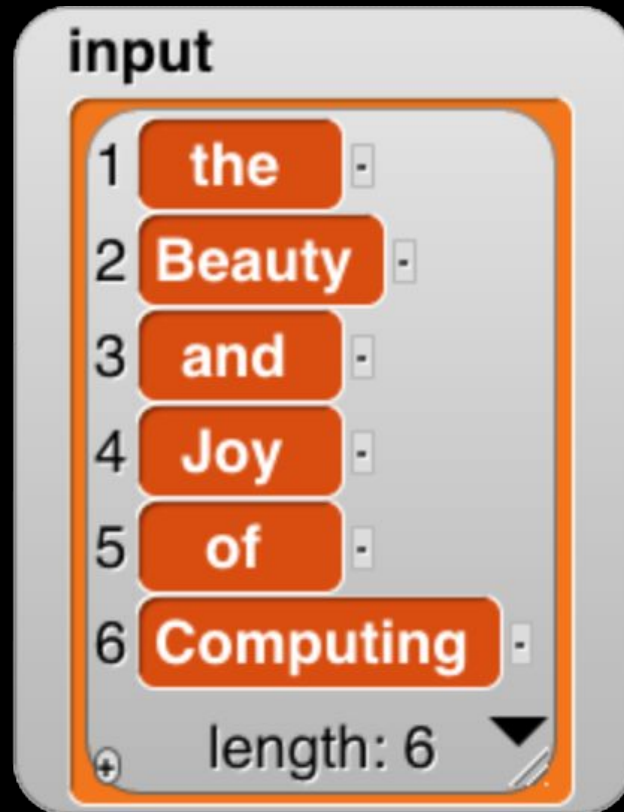 input
1 the -
2 Beauty -
3 and -
4 Joy -
5 of -
6 Computing -
+ length: 6